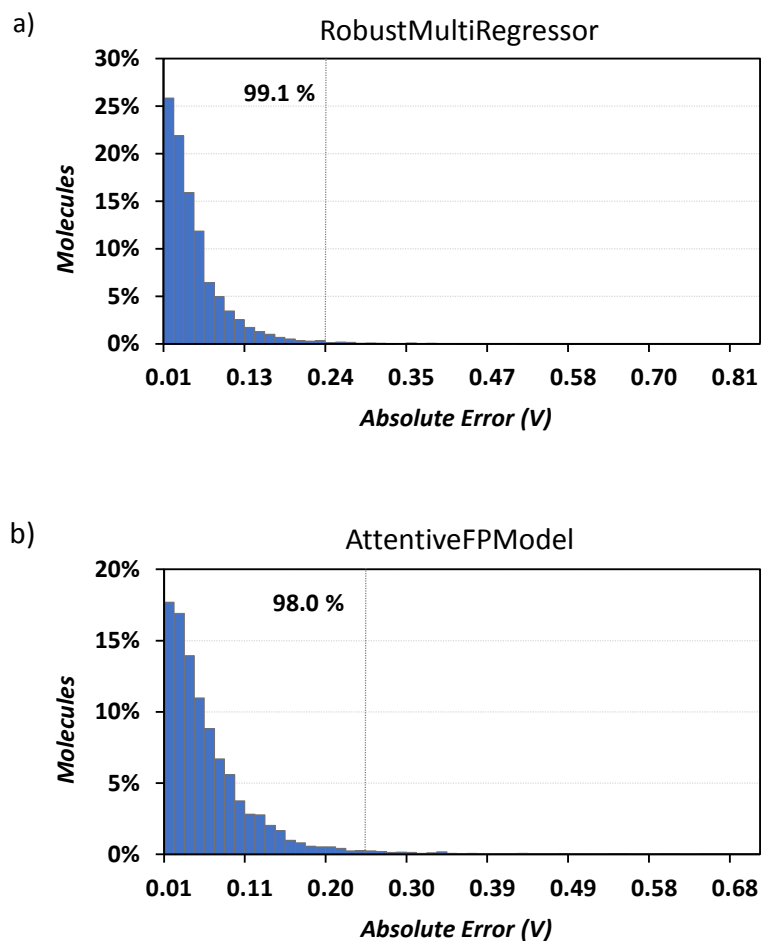 a)
RobustMultiRegressor
30%
25%
20%
15%
10%
5%
0%
99.1 %
Molecules
0.01 0.13 0.24 0.35 0.47 0.58 0.70 0.81
Absolute Error (V)
b)
AttentiveFPModel
20%
15%
10%
5%
0%
98.0 %
Molecules
0.01 0.11 0.20 0.30 0.39 0.49 0.58 0.68
Absolute Error (V)